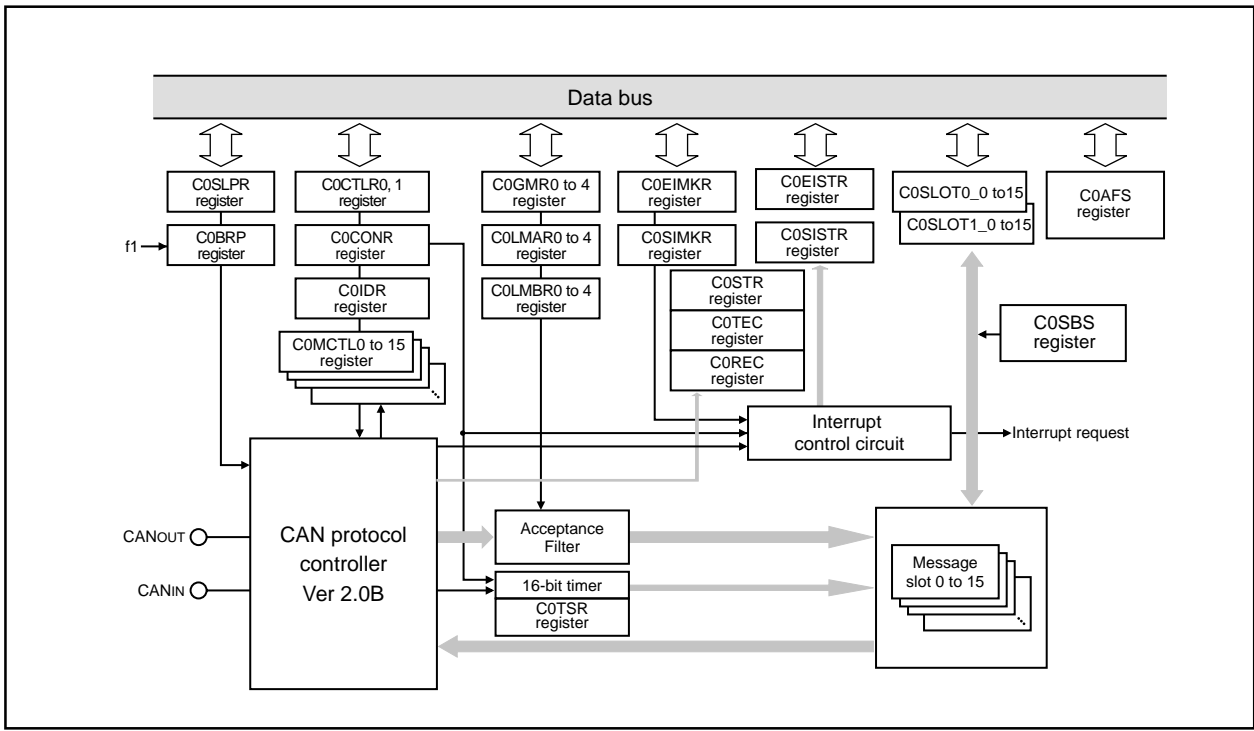 Data bus
C0SLPR
register
C0CTLR0, 1
register
C0GMR0 to 4
register
C0EIMKR
register
C0EISTR
register
C0SLOT0_0 to15
C0SLOT1_0 to15
C0AFS
register
f1
C0BRP
register
C0CONR
register
C0LMAR0 to 4
register
C0SIMKR
register
C0SISTR
register
C0IDR
register
C0LMBR0 to 4
register
C0STR
register
C0TEC
register
C0REC
register
C0SBS
register
C0MCTL0 to 15
register
Interrupt
control circuit
Interrupt request
CANOUT
CANIN
CAN protocol
controller
Ver 2.0B
Acceptance
Filter
16-bit timer
C0TSR
register
Message
slot 0 to 15